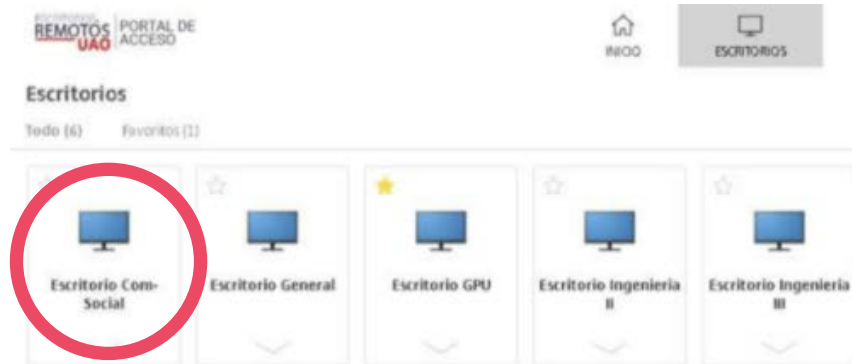 ESCRITORIOS
REMOTOS
UAO
PORTAL DE
ACCESO
INICIO
ESCRITORIOS
Escritorios
Todo (6) Favoritos (1)
Escritorio Com-
Social
Escritorio General
Escritorio GPU
Escritorio Ingenieria
II
Escritorio Ingenieria
III